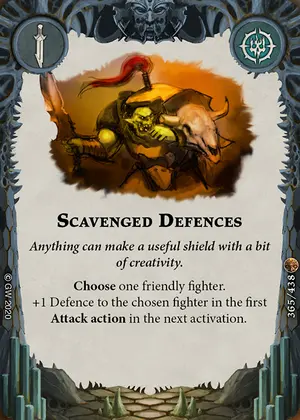 Scavenged Defences
Anything can make a useful shield with a bit
of creativity.
Choose one friendly fighter.
+1 Defence to the chosen fighter in the first
Attack action in the next activation.
© GW 2020
365/438